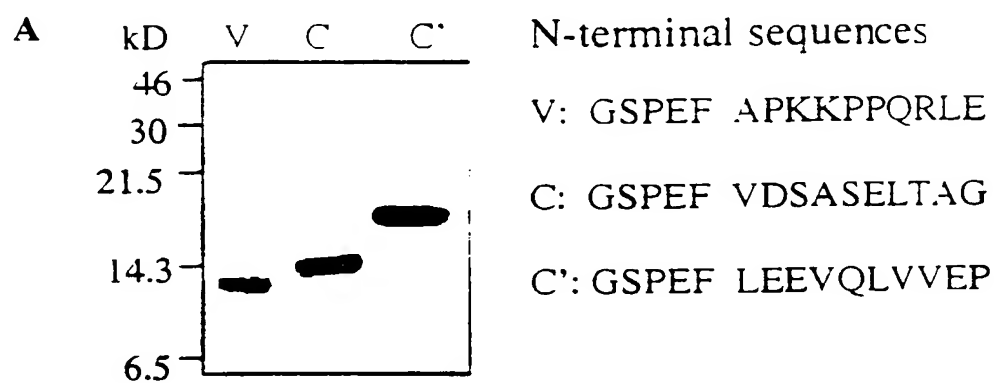 A
kD V C C' N-terminal sequences
46
30
21.5
14.3
6.5
V: GSPEF APKKPPQRLE
C: GSPEF VDSASELTAG
C': GSPEF LEEVQLVVEP